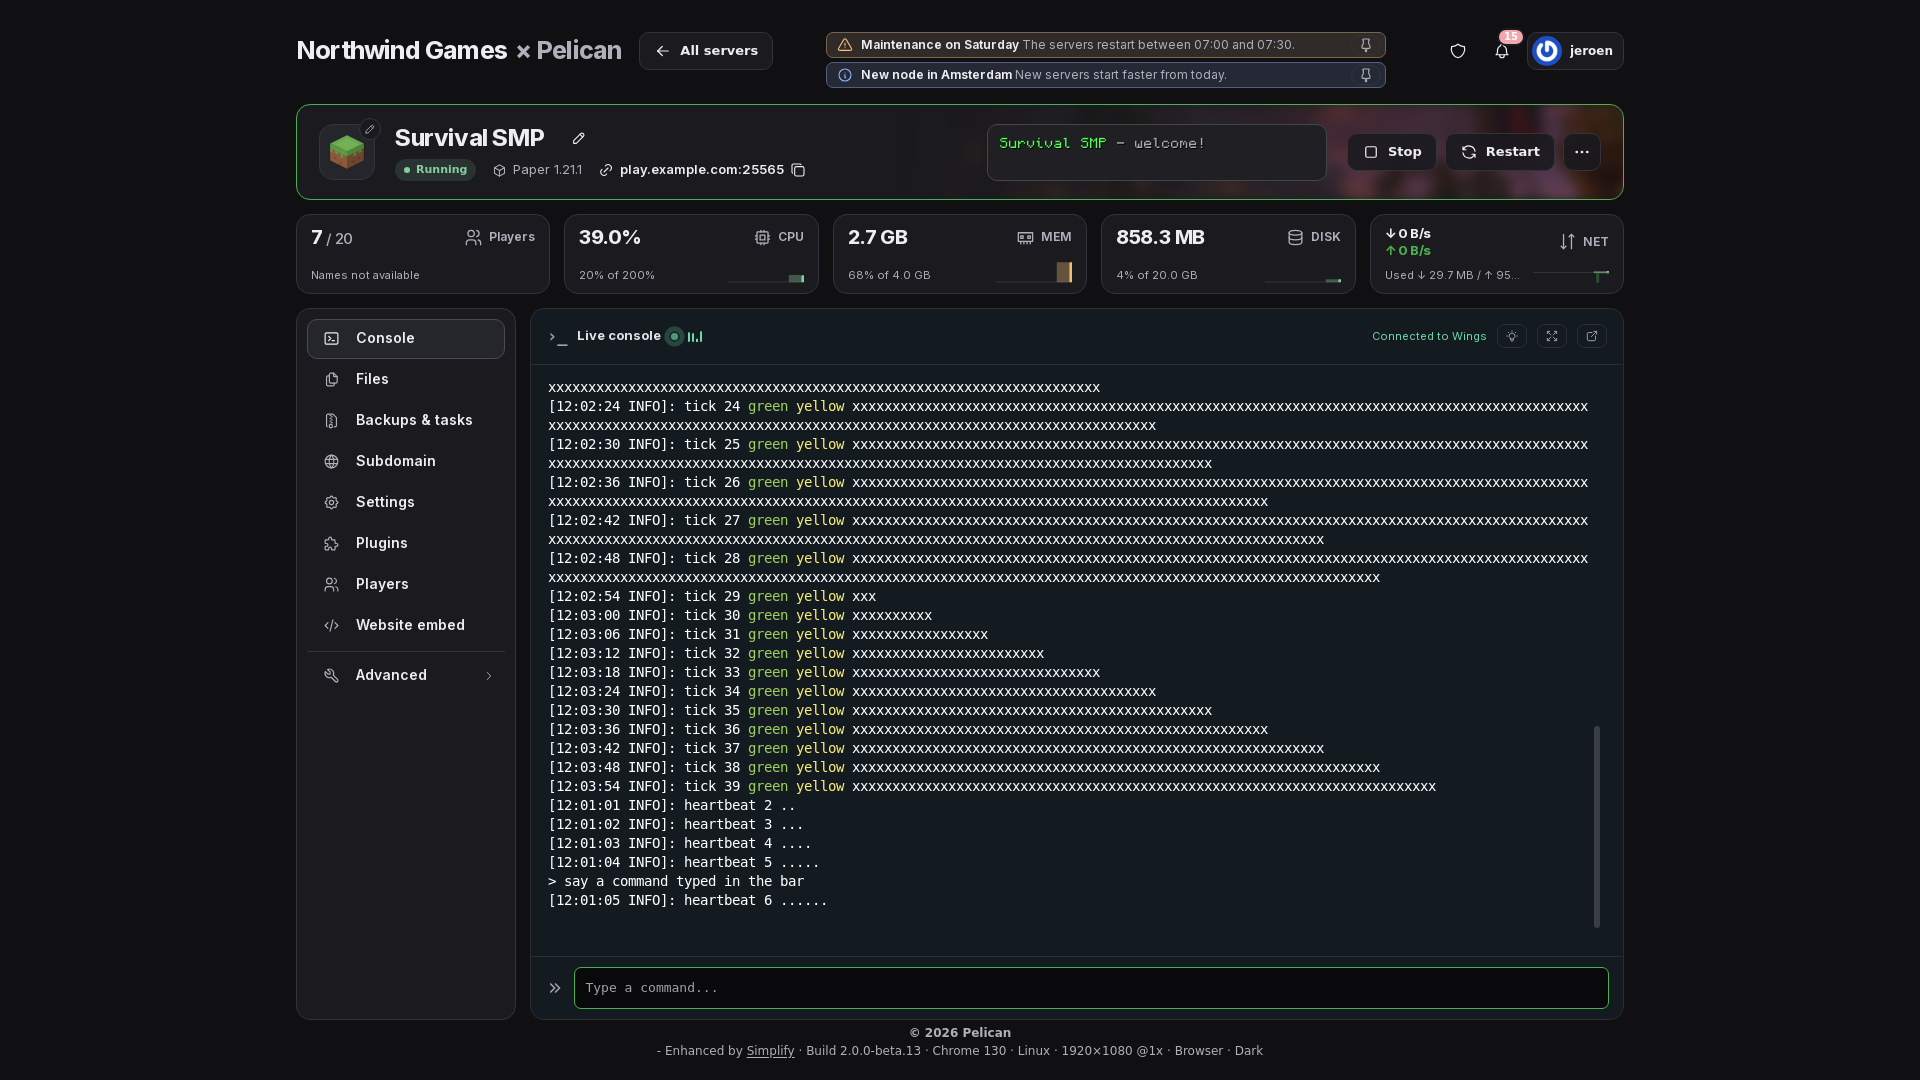 Northwind Games × Pelican
All servers
Maintenance on Saturday The servers restart between 07:00 and 07:30.
New node in Amsterdam New servers start faster from today.
15
jeroen
Survival SMP
Running
Paper 1.21.1
play.example.com:25565
Survival SMP - welcome!
Stop
Restart
7 / 20
Players
Names not available
39.0%
CPU
20% of 200%
2.7 GB
MEM
68% of 4.0 GB
858.3 MB
DISK
4% of 20.0 GB
↓ 0 B/s
↑ 0 B/s
NET
Used ↓ 29.7 MB / ↑ 95...
Console
Files
Backups & tasks
Subdomain
Settings
Plugins
Players
Website embed
Advanced
Live console
Connected to Wings
[12:02:24 INFO]: tick 24 green yellow
[12:02:30 INFO]: tick 25 green yellow
[12:02:36 INFO]: tick 26 green yellow
[12:02:42 INFO]: tick 27 green yellow
[12:02:48 INFO]: tick 28 green yellow
[12:02:54 INFO]: tick 29 green yellow xxx
[12:03:00 INFO]: tick 30 green yellow xxxxxxxxxx
[12:03:06 INFO]: tick 31 green yellow xxxxxxxxxxxxxxxxx
[12:03:12 INFO]: tick 32 green yellow xxxxxxxxxxxxxxxxxxxxxxxx
[12:03:18 INFO]: tick 33 green yellow xxxxxxxxxxxxxxxxxxxxxxxxxxxxxxx
[12:03:24 INFO]: tick 34 green yellow xxxxxxxxxxxxxxxxxxxxxxxxxxxxxxxxxxxxxx
[12:03:30 INFO]: tick 35 green yellow xxxxxxxxxxxxxxxxxxxxxxxxxxxxxxxxxxxxxxxxxxxxx
[12:03:36 INFO]: tick 36 green yellow xxxxxxxxxxxxxxxxxxxxxxxxxxxxxxxxxxxxxxxxxxxxxxxxxxxx
[12:03:42 INFO]: tick 37 green yellow xxxxxxxxxxxxxxxxxxxxxxxxxxxxxxxxxxxxxxxxxxxxxxxxxxxxxxxxxxx
[12:03:48 INFO]: tick 38 green yellow xxxxxxxxxxxxxxxxxxxxxxxxxxxxxxxxxxxxxxxxxxxxxxxxxxxxxxxxxxxxxxxxxx
[12:03:54 INFO]: tick 39 green yellow xxxxxxxxxxxxxxxxxxxxxxxxxxxxxxxxxxxxxxxxxxxxxxxxxxxxxxxxxxxxxxxxxxxxxxxxx
[12:01:01 INFO]: heartbeat 2 ..
[12:01:02 INFO]: heartbeat 3 ...
[12:01:03 INFO]: heartbeat 4 ....
[12:01:04 INFO]: heartbeat 5 .....
> say a command typed in the bar
[12:01:05 INFO]: heartbeat 6 ......
Type a command...
© 2026 Pelican
- Enhanced by Simplify · Build 2.0.0-beta.13 · Chrome 130 · Linux · 1920×1080 @1x · Browser · Dark